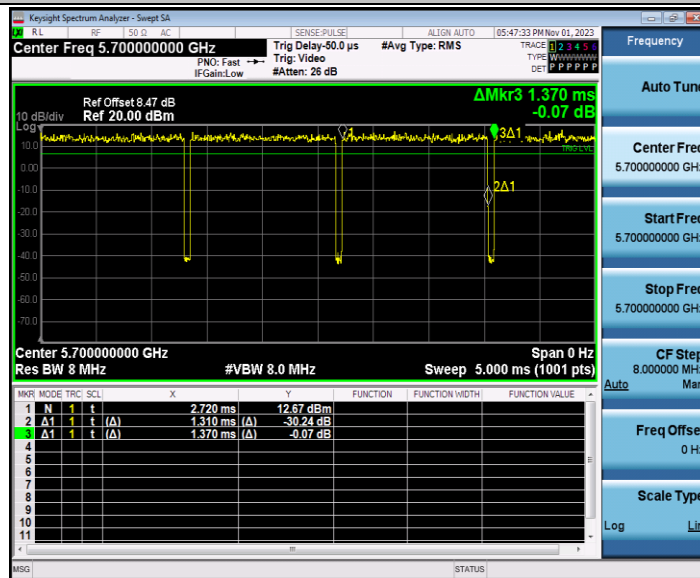 Keysight Spectrum Analyzer - Swept SA
RL RF 50 Ω AC SENSE:PULSE ALIGN AUTO 05:47:33 PM Nov 01, 2023
Center Freq 5.700000000 GHz
PNO: Fast
IFGain:Low
Trig Delay-50.0 µs
Trig: Video
#Atten: 26 dB
#Avg Type: RMS
TRACE 1 2 3 4 5 6
TYPE WWWWWW
DET P P P P P P
Ref Offset 8.47 dB
10 dB/div Ref 20.00 dBm
Log
ΔMkr3 1.370 ms
-0.07 dB
1
3Δ1
TRIG LVL
2Δ1
10.0
0.00
-10.0
-20.0
-30.0
-40.0
-50.0
-60.0
-70.0
Center 5.700000000 GHz Span 0 Hz
Res BW 8 MHz #VBW 8.0 MHz Sweep 5.000 ms (1001 pts)
MKR MODE TRC SCL X Y FUNCTION FUNCTION WIDTH FUNCTION VALUE
1 N 1 t 2.720 ms 12.67 dBm
2 Δ1 1 t (Δ) 1.310 ms (Δ) -30.24 dB
3 Δ1 1 t (Δ) 1.370 ms (Δ) -0.07 dB
4
5
6
7
8
9
10
11
MSG STATUS
Frequency
Auto Tune
Center Freq
5.700000000 GHz
Start Freq
5.700000000 GHz
Stop Freq
5.700000000 GHz
CF Step
8.000000 MHz
Auto Man
Freq Offset
0 Hz
Scale Type
Log Lin